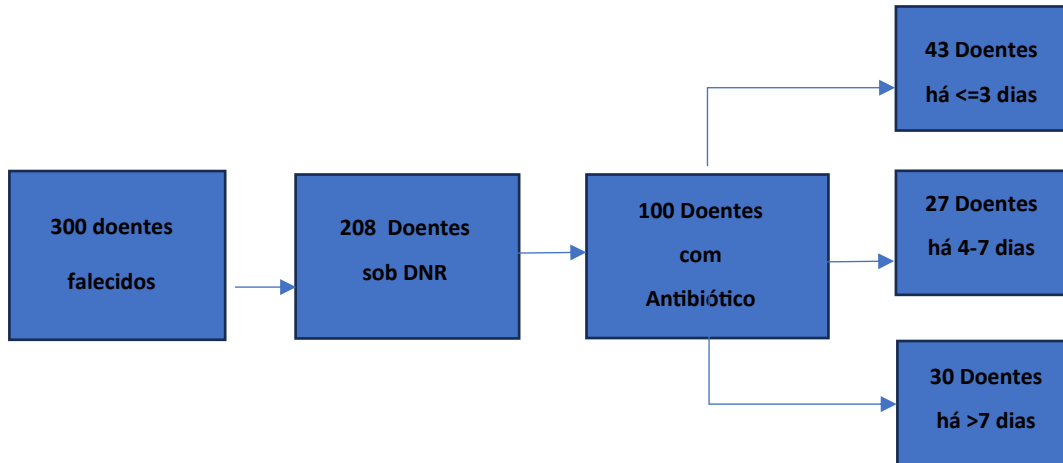 300 doentes
falecidos
208 Doentes
sob DNR
100 Doentes
com
Antibiótico
43 Doentes
há <=3 dias
27 Doentes
há 4-7 dias
30 Doentes
há >7 dias